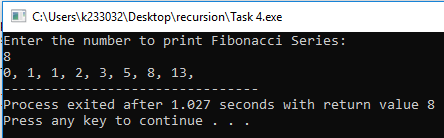 C:\Users\k233032\Desktop\recursion\Task 4.exe
Enter the number to print Fibonacci Series:
8
0, 1, 1, 2, 3, 5, 8, 13,
--------------------------------
Process exited after 1.027 seconds with return value 8
Press any key to continue . . .